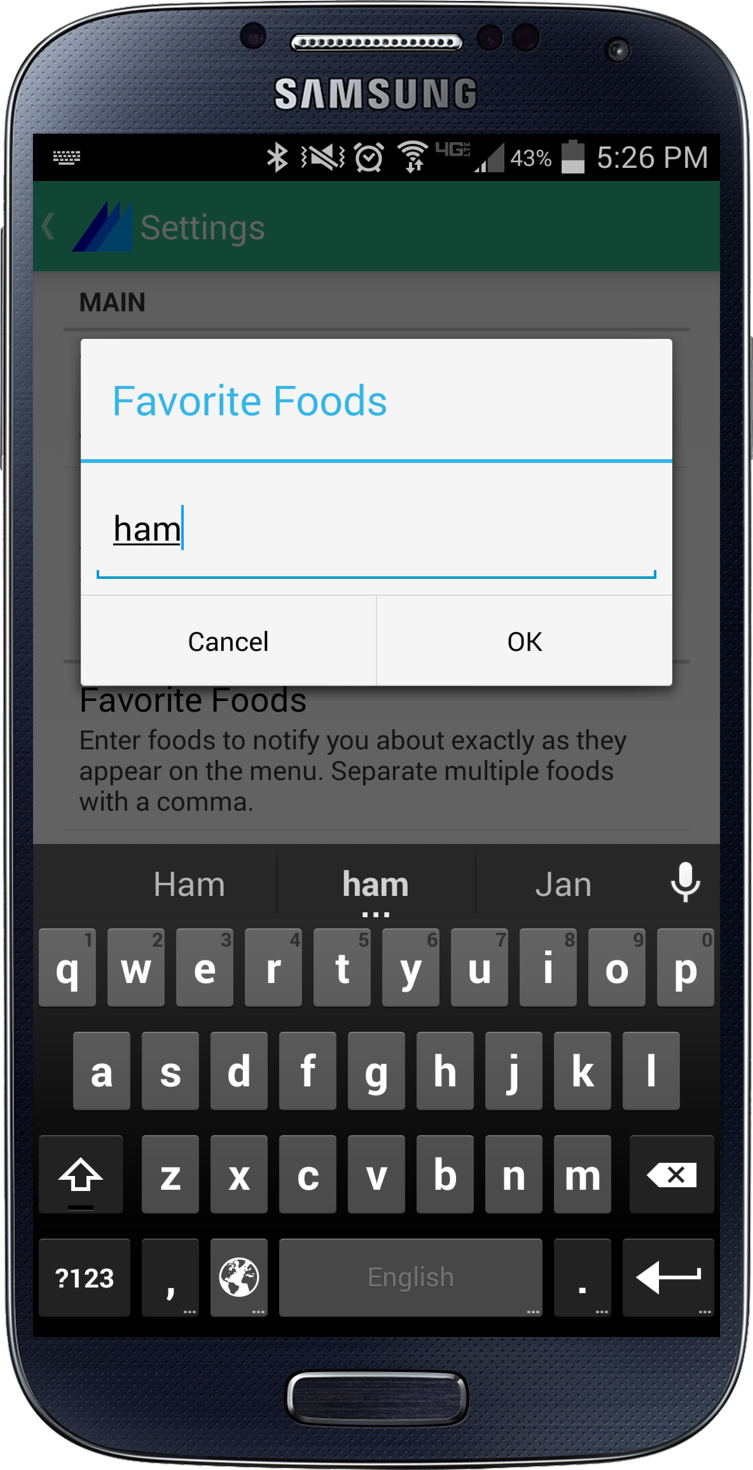 SAMSUNG
4G LTE 43% 5:26 PM
Settings
MAIN
Favorite Foods
ham
Cancel OK
Favorite Foods
Enter foods to notify you about exactly as they
appear on the menu. Separate multiple foods
with a comma.
Ham ham Jan
1 2 3 4 5 6 7 8 9 0
q w e r t y u i o p
a s d f g h j k l
z x c v b n m
?123 , English .